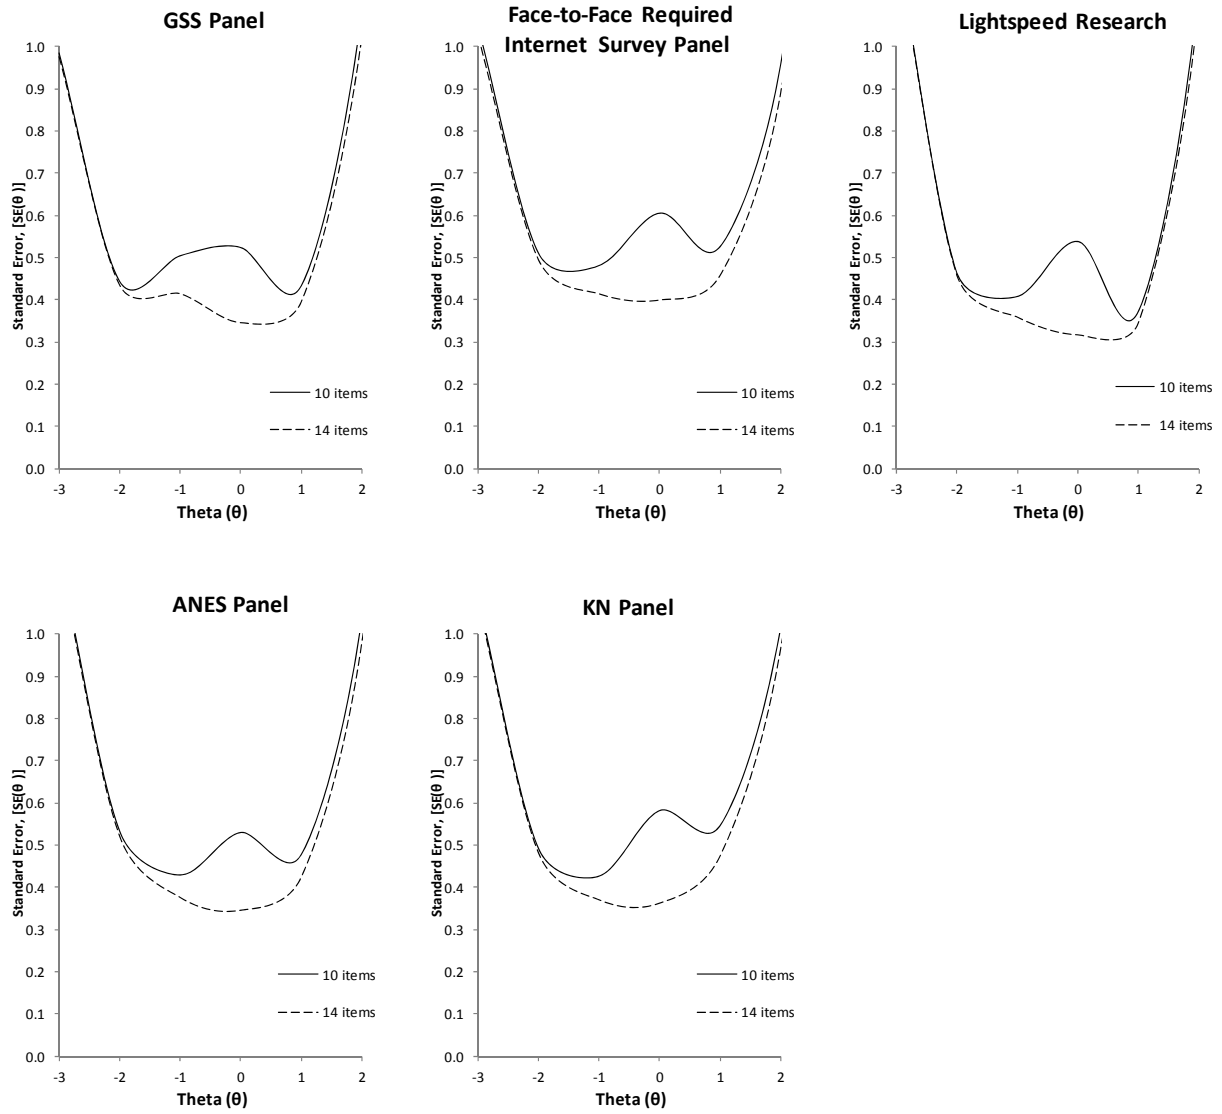 GSS Panel
1.0
0.9
0.8
0.7
0.6
0.5
0.4
0.3
0.2
0.1
0.0
Standard Error, [SE(θ )]
10 items
14 items
-3 -2 -1 0 1 2
Theta (θ)
Face-to-Face Required
Internet Survey Panel
1.0
0.9
0.8
0.7
0.6
0.5
0.4
0.3
0.2
0.1
0.0
Standard Error, [SE(θ )]
10 items
14 items
-3 -2 -1 0 1 2
Theta (θ)
Lightspeed Research
1.0
0.9
0.8
0.7
0.6
0.5
0.4
0.3
0.2
0.1
0.0
Standard Error, [SE(θ )]
10 items
14 items
-3 -2 -1 0 1 2
Theta (θ)
ANES Panel
1.0
0.9
0.8
0.7
0.6
0.5
0.4
0.3
0.2
0.1
0.0
Standard Error, [SE(θ )]
10 items
14 items
-3 -2 -1 0 1 2
Theta (θ)
KN Panel
1.0
0.9
0.8
0.7
0.6
0.5
0.4
0.3
0.2
0.1
0.0
Standard Error, [SE(θ )]
10 items
14 items
-3 -2 -1 0 1 2
Theta (θ)